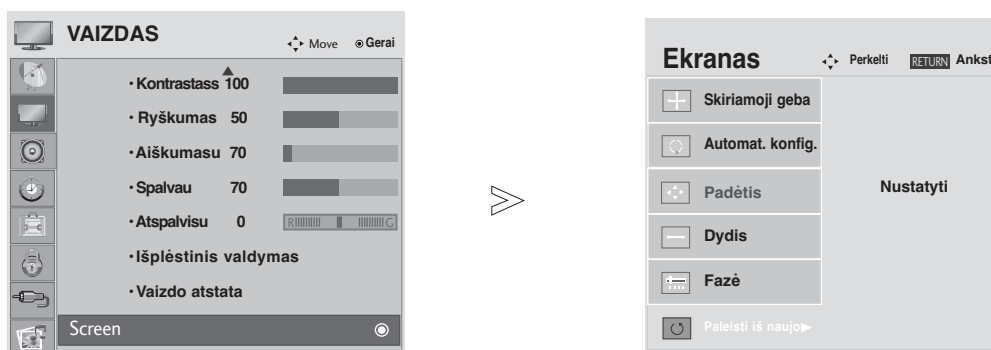 VAIZDAS
Move Gerai
· Kontrastass 100
· Ryškumas 50
· Aiškumasu 70
· Spalvau 70
· Atspalvisu 0 R G
· Išplėstinis valdymas
· Vaizdo atstata
Screen
Ekranas Perkelti RETURN Ankst
Skiriamoji geba
Automat. konfig.
Padėtis
Nustatyti
Dydis
Fazė
Paleisti iš naujo